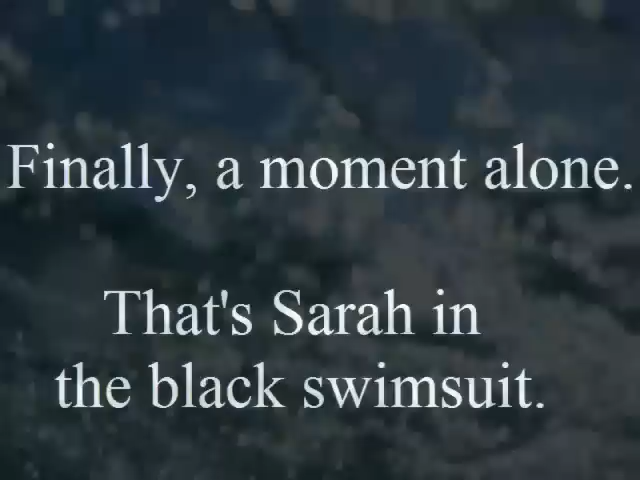 Finally, a moment alone.
That's Sarah in
the black swimsuit.